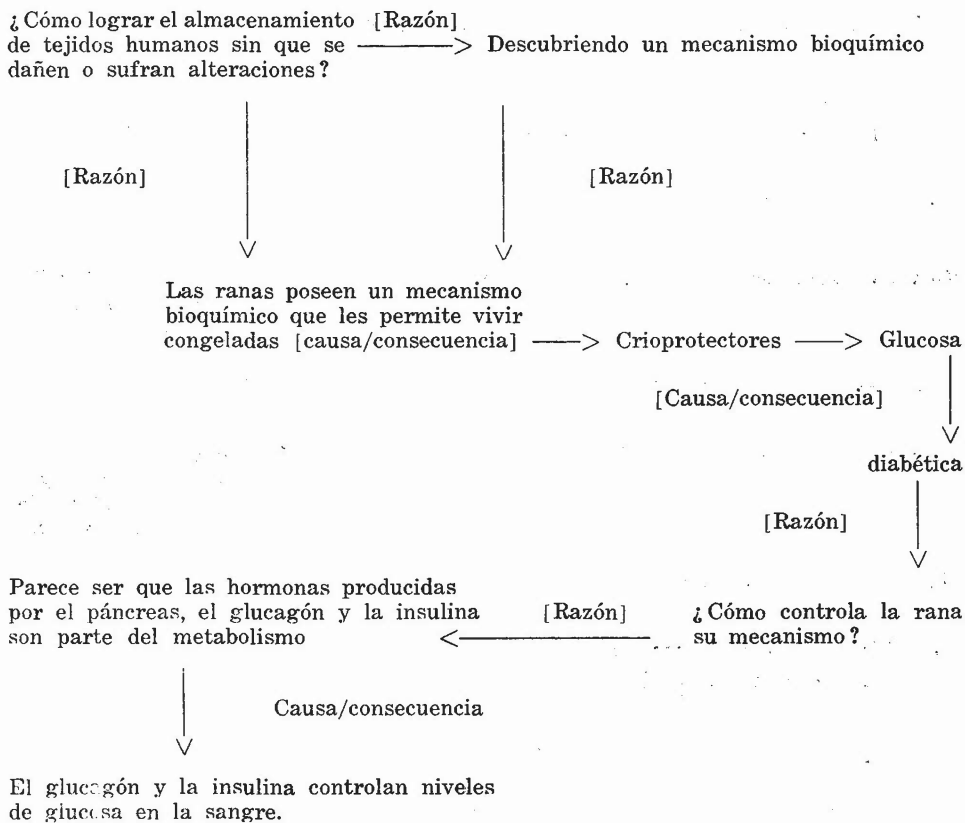 ¿Cómo lograr el almacenamiento [Razón]
de tejidos humanos sin que se ———> Descubriendo un mecanismo bioquímico
dañen o sufran alteraciones?
[Razón] [Razón]
Las ranas poseen un mecanismo
bioquímico que les permite vivir
congeladas [causa/consecuencia] ——> Crioprotectores ——> Glucosa
[Causa/consecuencia]
diabética
[Razón]
Parece ser que las hormonas producidas
por el páncreas, el glucagón y la insulina [Razón] ¿Cómo controla la rana
son parte del metabolismo <——— su mecanismo?
Causa/consecuencia
El glucagón y la insulina controlan niveles
de glucosa en la sangre.